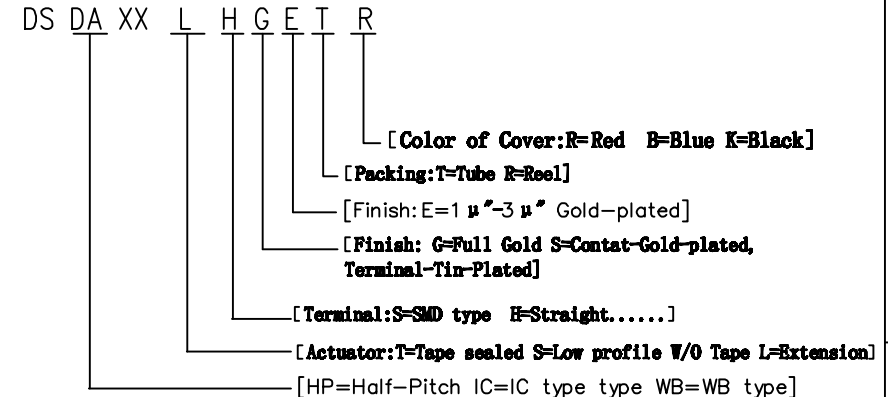 DS DA XX L H G E T R
[Color of Cover:R=Red B=Blue K=Black]
[Packing:T=Tube R=Reel]
[Finish:E=1 μ"-3 μ" Gold-plated]
[Finish: G=Full Gold S=Contat-Gold-plated,
Terminal-Tin-Plated]
[Terminal:S=SMD type H=Straight......]
[Actuator:T=Tape sealed S=Low profile W/O Tape L=Extension]
[HP=Half-Pitch IC=IC type type WB=WB type]